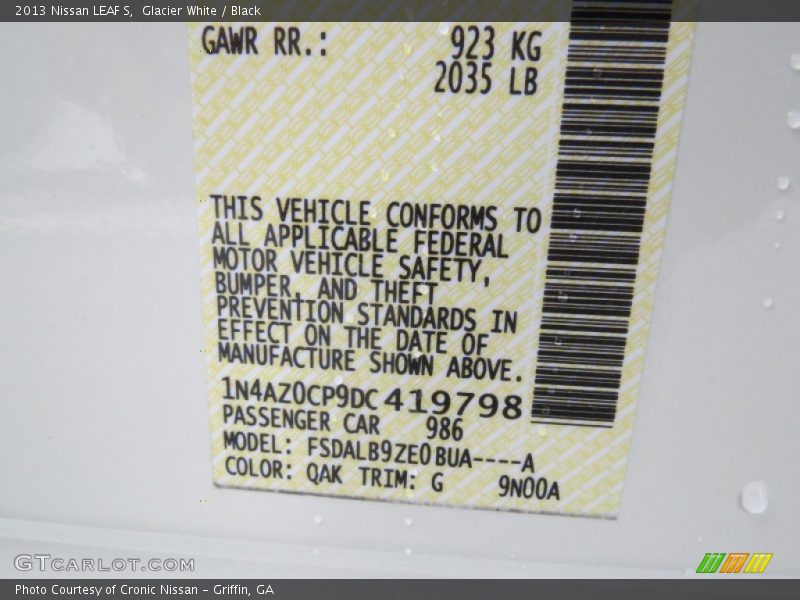 2013 Nissan LEAF S,  Glacier White / Black
GAWR RR.: 923 KG
2035 LB
THIS VEHICLE CONFORMS TO
ALL APPLICABLE FEDERAL
MOTOR VEHICLE SAFETY,
BUMPER, AND THEFT
PREVENTION STANDARDS IN
EFFECT ON THE DATE OF
MANUFACTURE SHOWN ABOVE.
1N4AZ0CP9DC419798
PASSENGER CAR 986
MODEL: FSDALB9ZE0BUA----A
COLOR: QAK TRIM: G 9N00A
GTCARLOT.COM
Photo Courtesy of Cronic Nissan – Griffin, GA